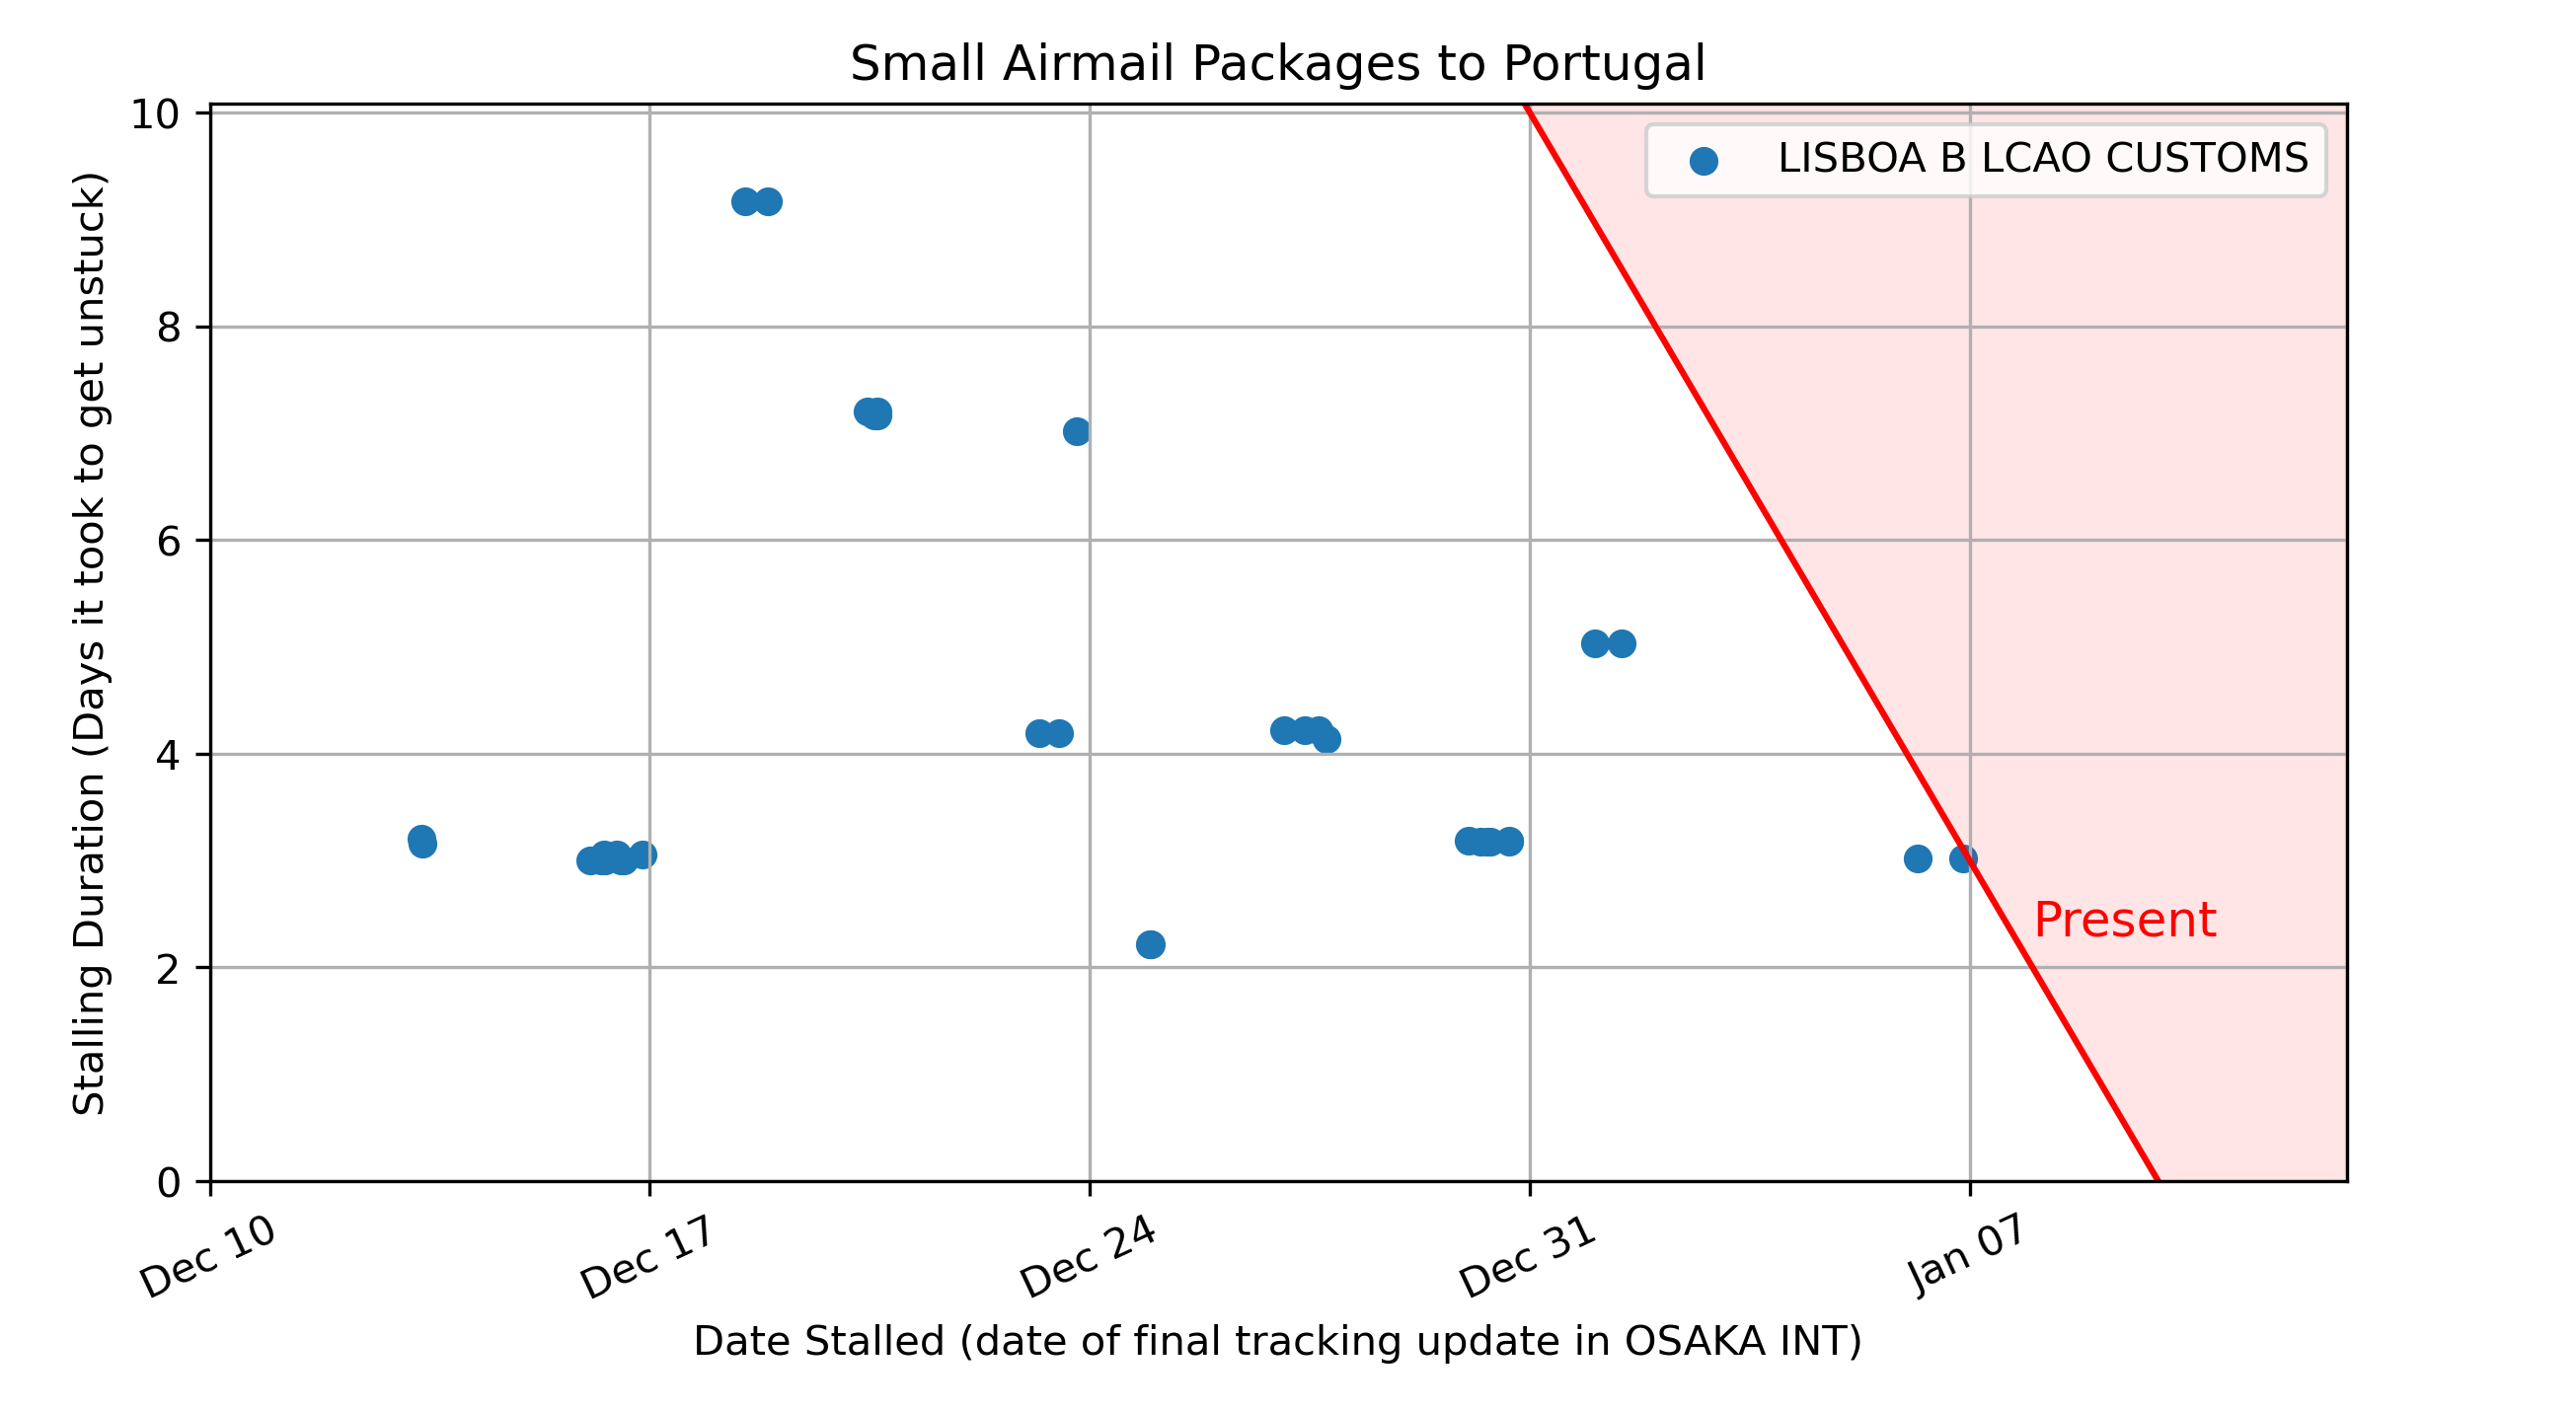 Small Airmail Packages to Portugal
LISBOA B LCAO CUSTOMS
Stalling Duration (Days it took to get unstuck)
10
8
6
4
2
0
Present
Dec 10
Dec 17
Dec 24
Dec 31
Jan 07
Date Stalled (date of final tracking update in OSAKA INT)